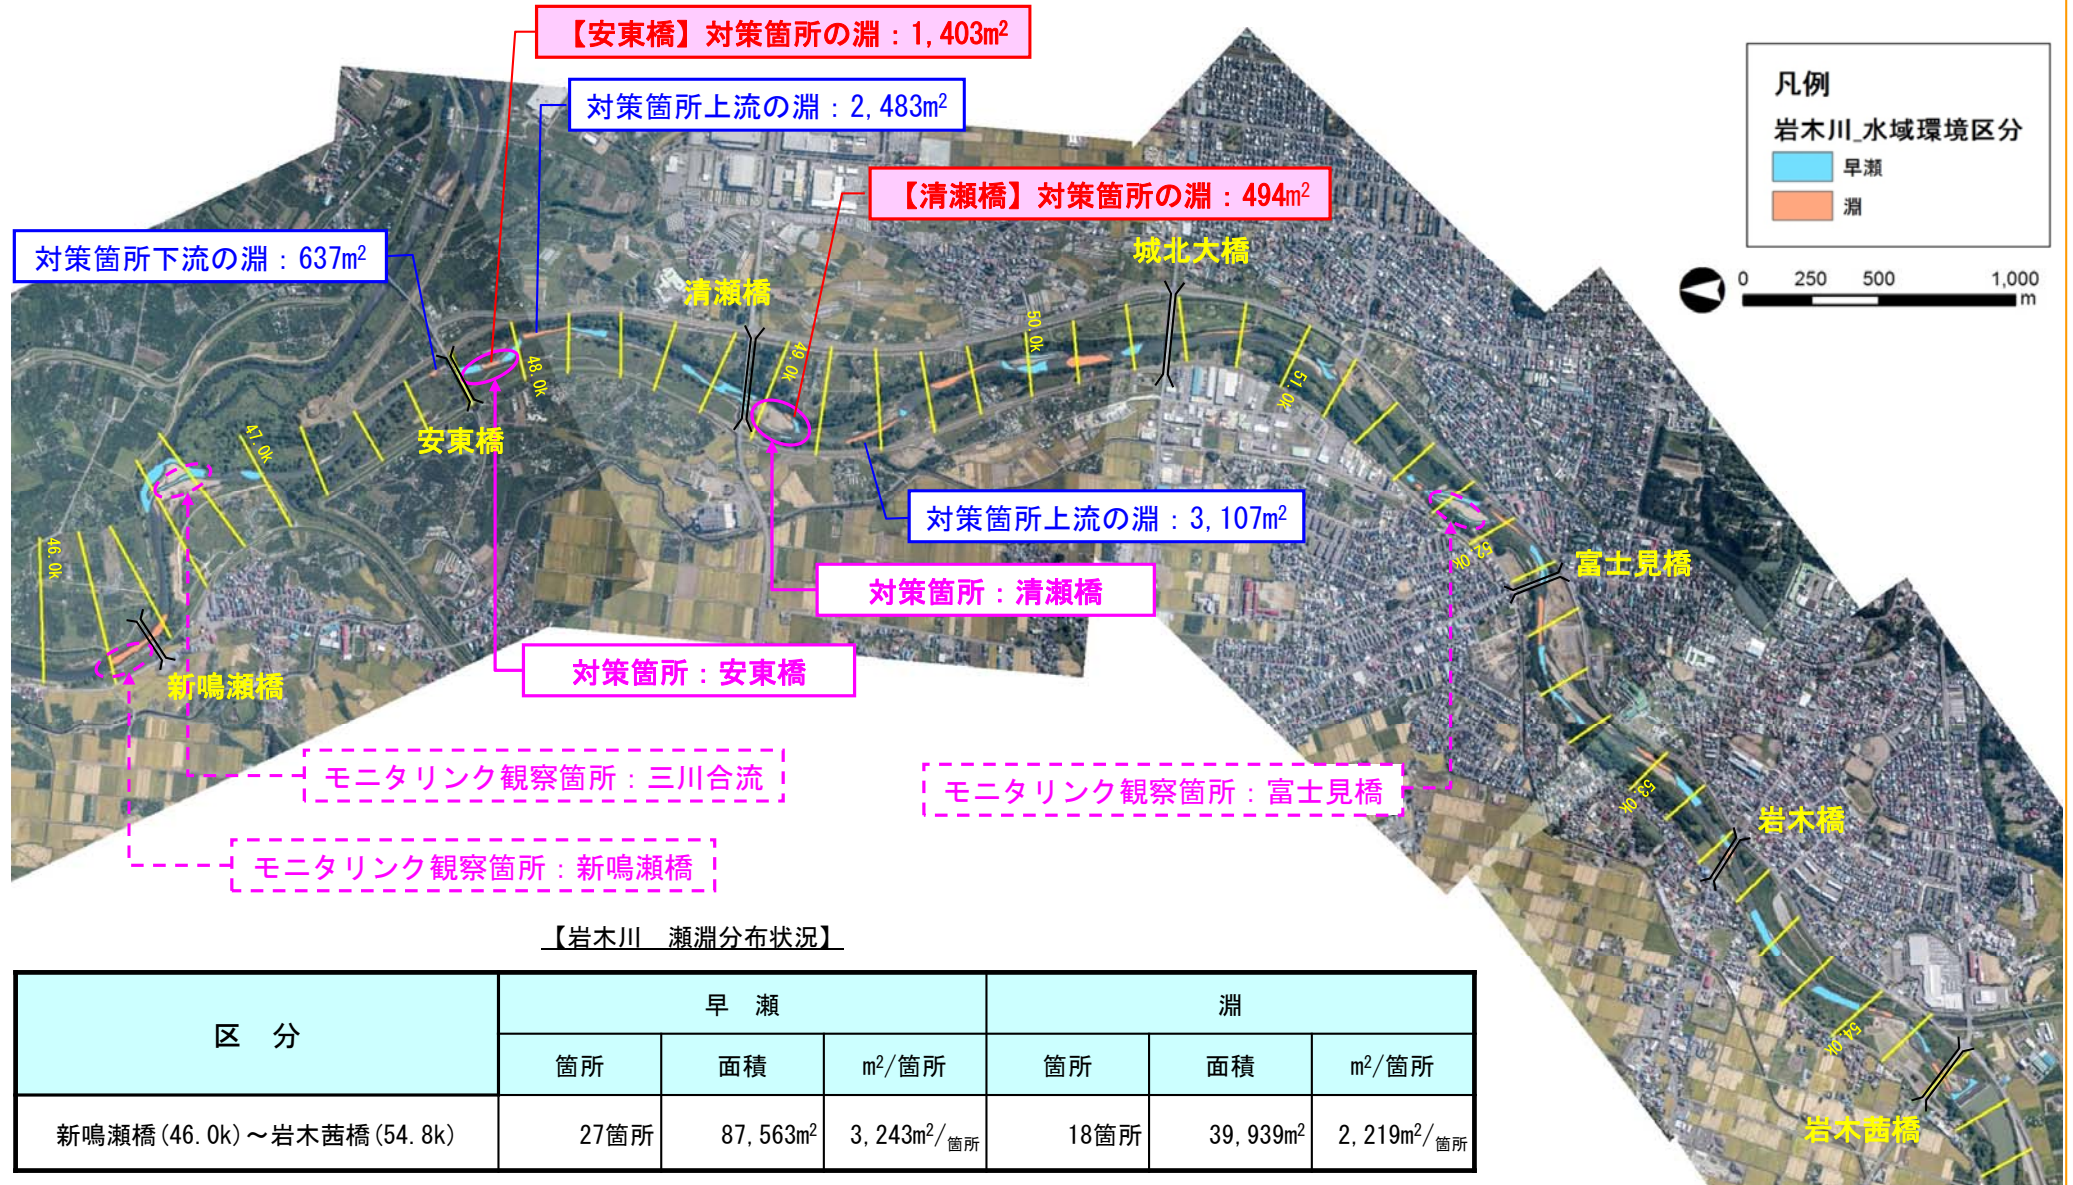 【安東橋】対策箇所の淵：1,403m²
対策箇所上流の淵：2,483m²
【清瀬橋】対策箇所の淵：494m²
対策箇所下流の淵：637m²
凡例
岩木川_水域環境区分
早瀬
淵
0 250 500 1,000
m
城北大橋
清瀬橋
安東橋
新鳴瀬橋
富士見橋
岩木橋
岩木茜橋
46.0k
47.0k
48.0k
49.0k
50.0k
51.0k
52.0k
53.0k
54.0k
対策箇所上流の淵：3,107m²
対策箇所：清瀬橋
対策箇所：安東橋
モニタリンク観察箇所：三川合流
モニタリンク観察箇所：富士見橋
モニタリンク観察箇所：新鳴瀬橋
【岩木川　瀬淵分布状況】
区　分 早　瀬 淵
箇所 面積 m²/箇所 箇所 面積 m²/箇所
新鳴瀬橋(46.0k)～岩木茜橋(54.8k) 27箇所 87,563m² 3,243m²/箇所 18箇所 39,939m² 2,219m²/箇所